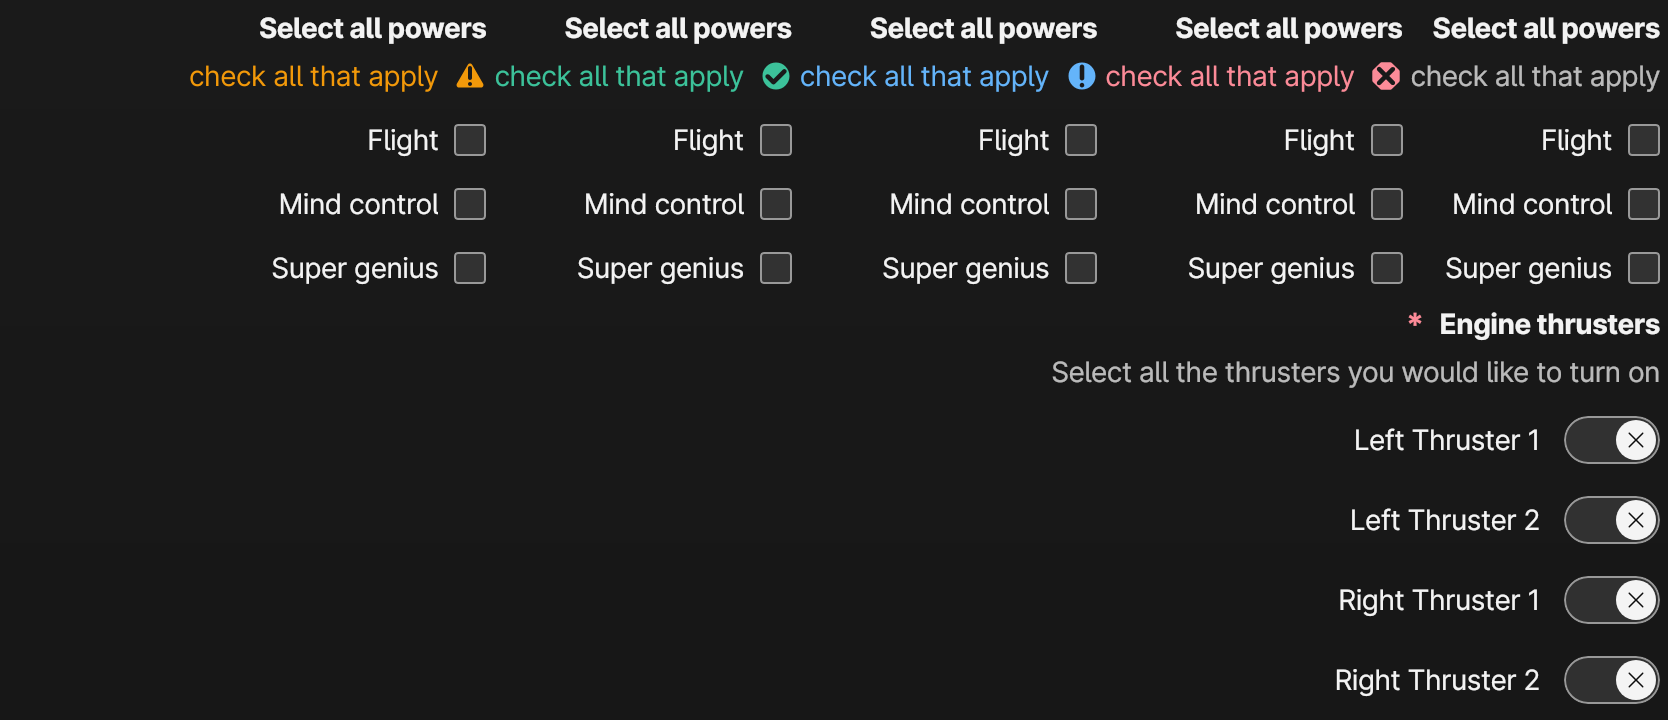 Select all powers
check all that apply
Flight
Mind control
Super genius
Select all powers
check all that apply
Flight
Mind control
Super genius
Select all powers
check all that apply
Flight
Mind control
Super genius
Select all powers
check all that apply
Flight
Mind control
Super genius
Select all powers
check all that apply
Flight
Mind control
Super genius
* Engine thrusters
Select all the thrusters you would like to turn on
Left Thruster 1
Left Thruster 2
Right Thruster 1
Right Thruster 2